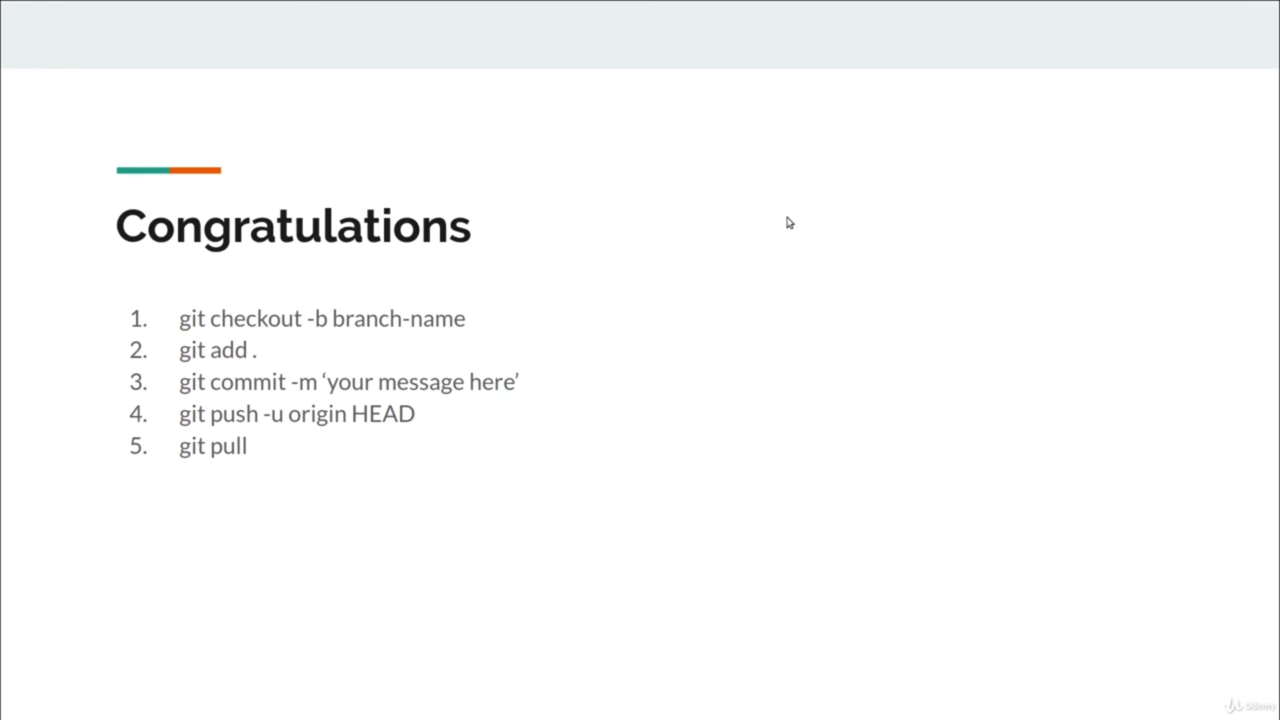 Congratulations
1. git checkout -b branch-name
2. git add .
3. git commit -m ‘your message here’
4. git push -u origin HEAD
5. git pull
Udemy